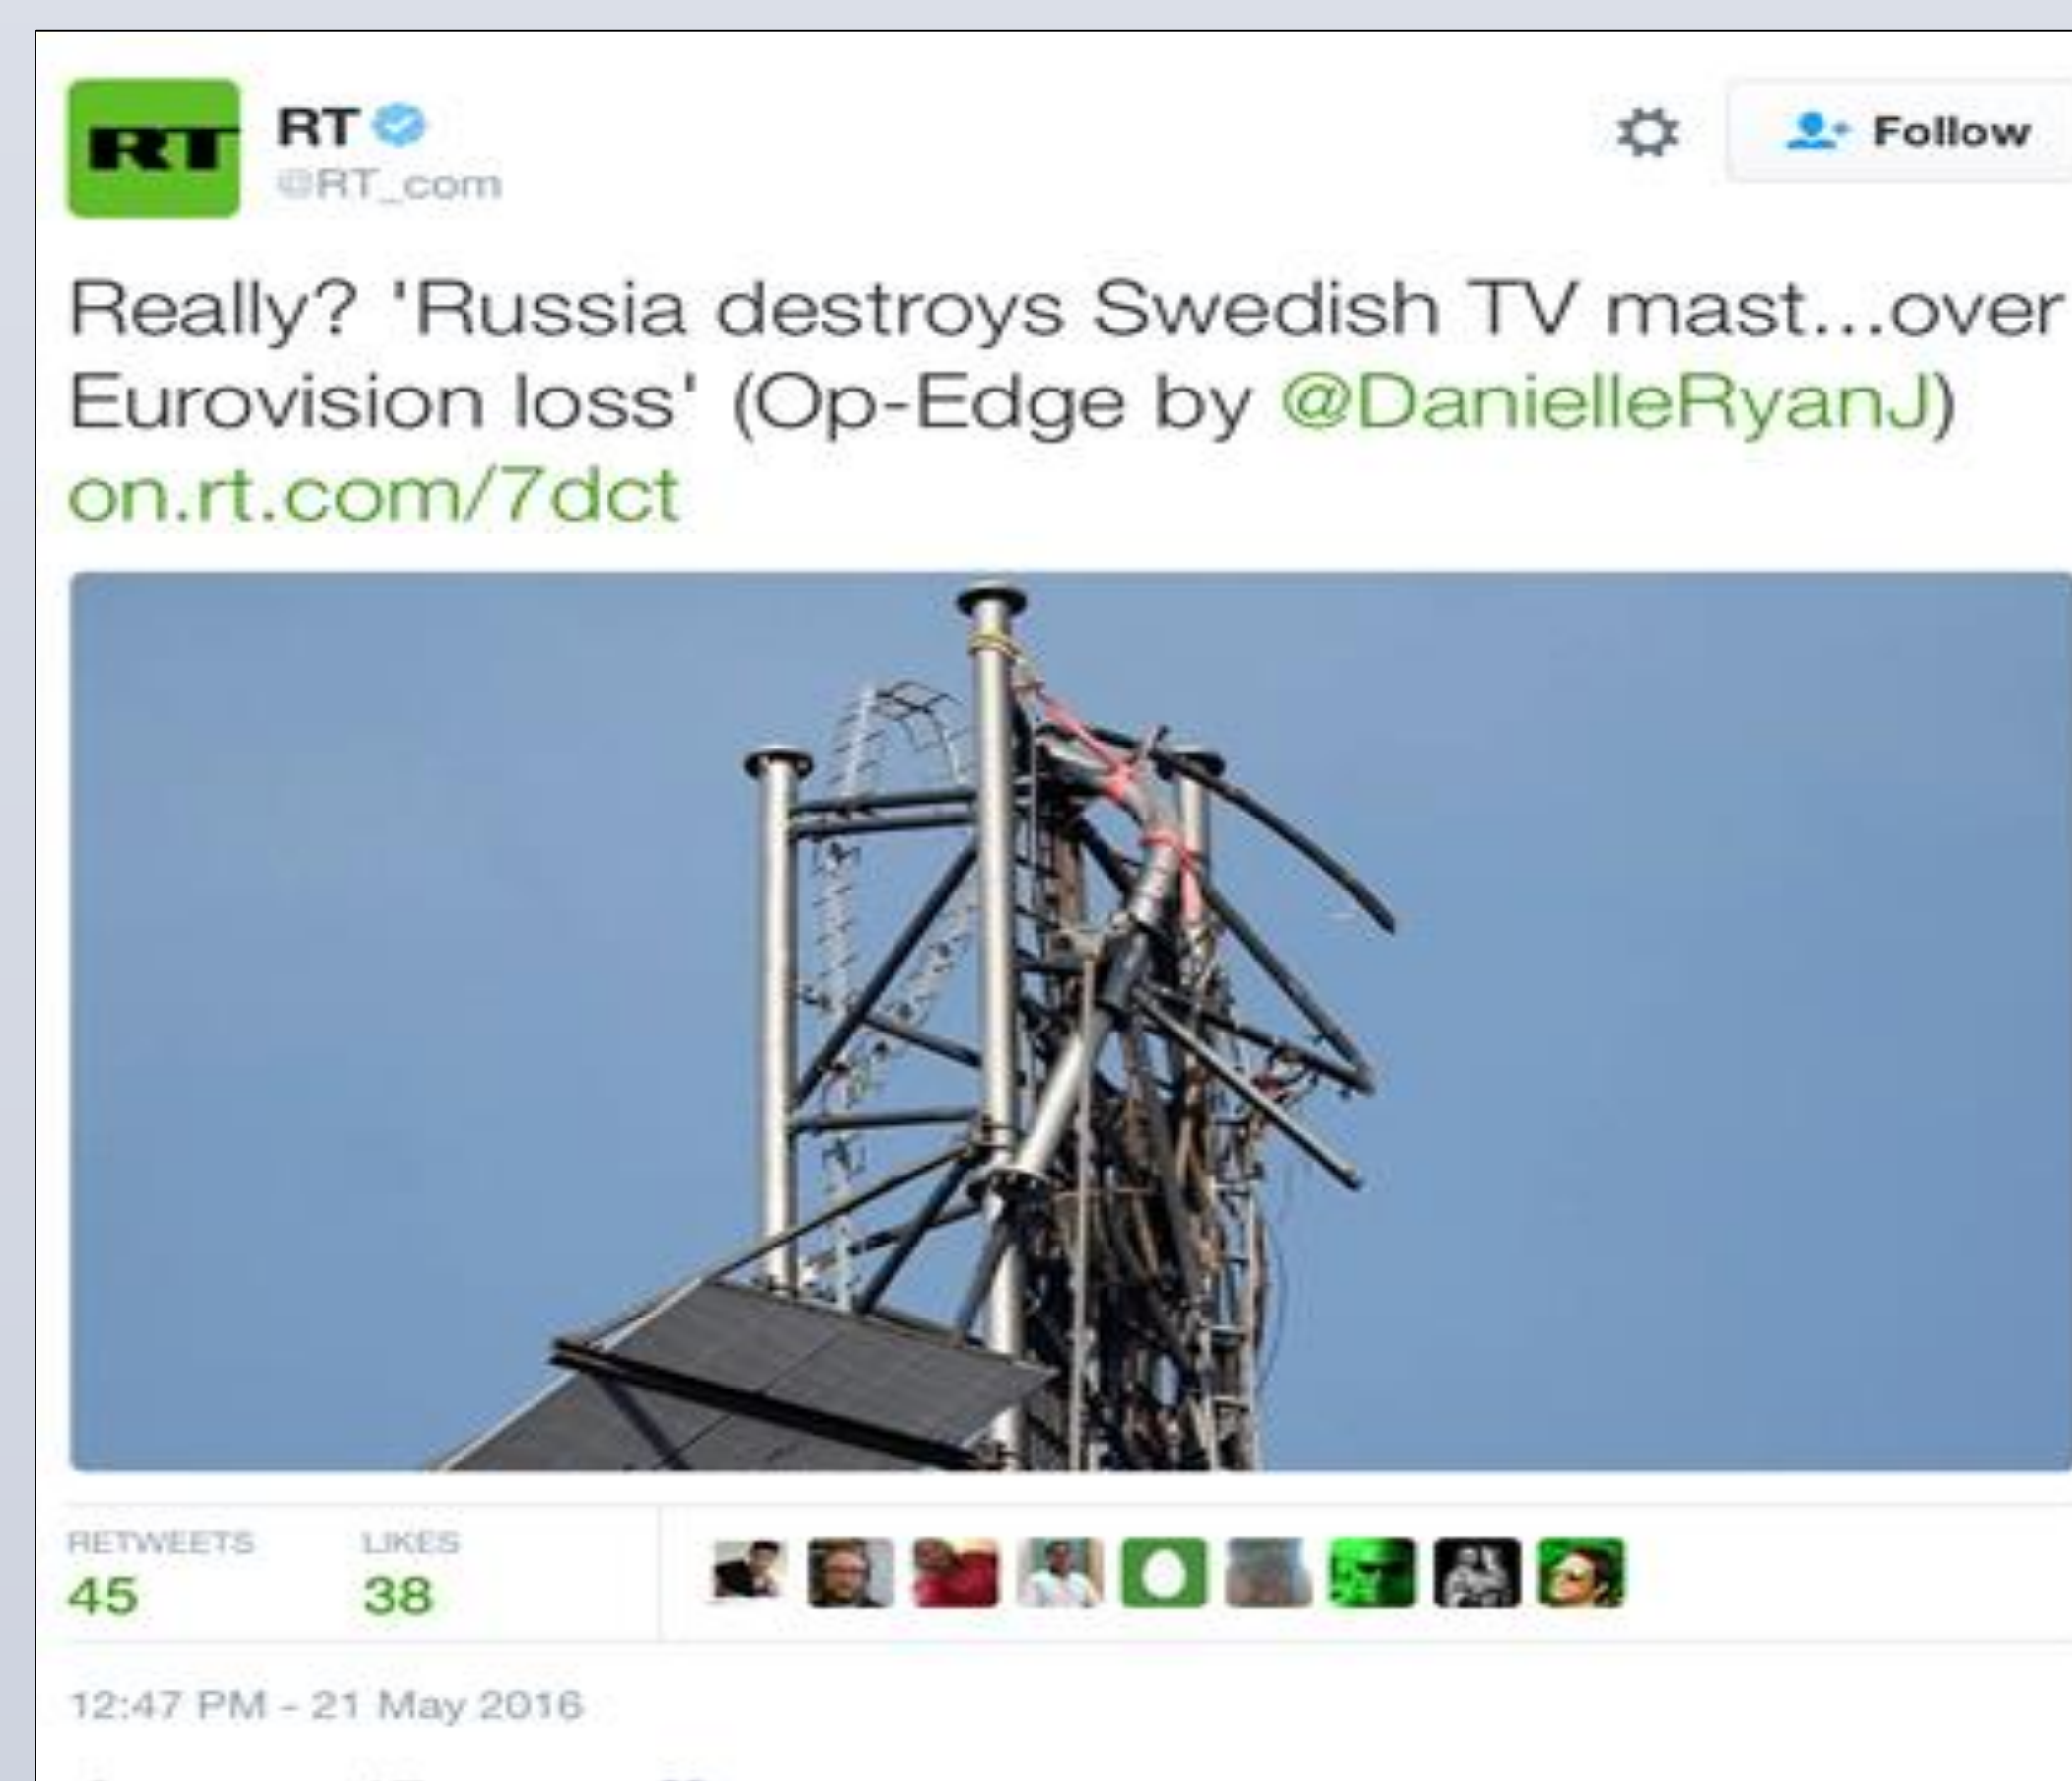 RT
RT
@RT_com
Follow
Really? 'Russia destroys Swedish TV mast...over
Eurovision loss' (Op-Edge by @DanielleRyanJ)
on.rt.com/7dct
RETWEETS LIKES
45 38
12:47 PM - 21 May 2016